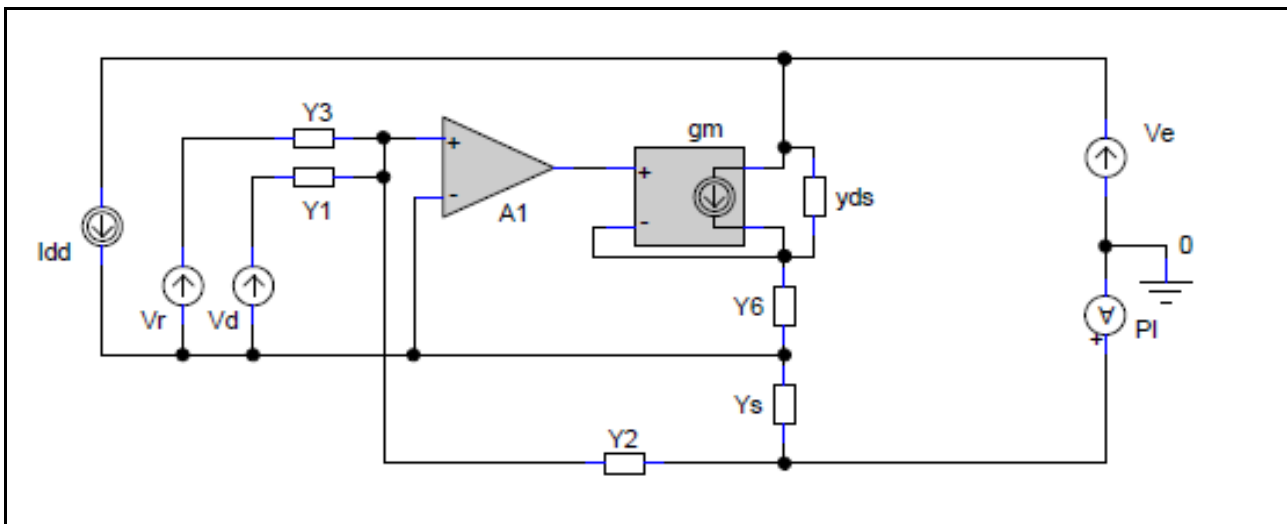 Y3
gm
Ve
+
+
yds
Y1
-
A1
-
Idd
0
Vr
Vd
Y6
PI
A
+
Ys
Y2